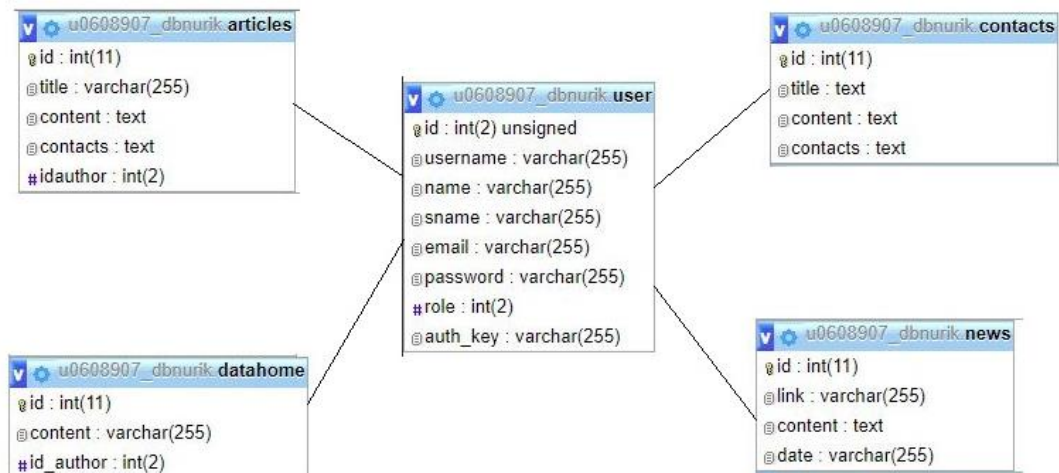 u0608907_dbnurik.articles
id : int(11)
title : varchar(255)
content : text
contacts : text
#idauthor : int(2)
u0608907_dbnurik.user
id : int(2) unsigned
username : varchar(255)
name : varchar(255)
sname : varchar(255)
email : varchar(255)
password : varchar(255)
#role : int(2)
auth_key : varchar(255)
u0608907_dbnurik.contacts
id : int(11)
title : text
content : text
contacts : text
u0608907_dbnurik.datahome
id : int(11)
content : varchar(255)
#id_author : int(2)
u0608907_dbnurik.news
id : int(11)
link : varchar(255)
content : text
date : varchar(255)